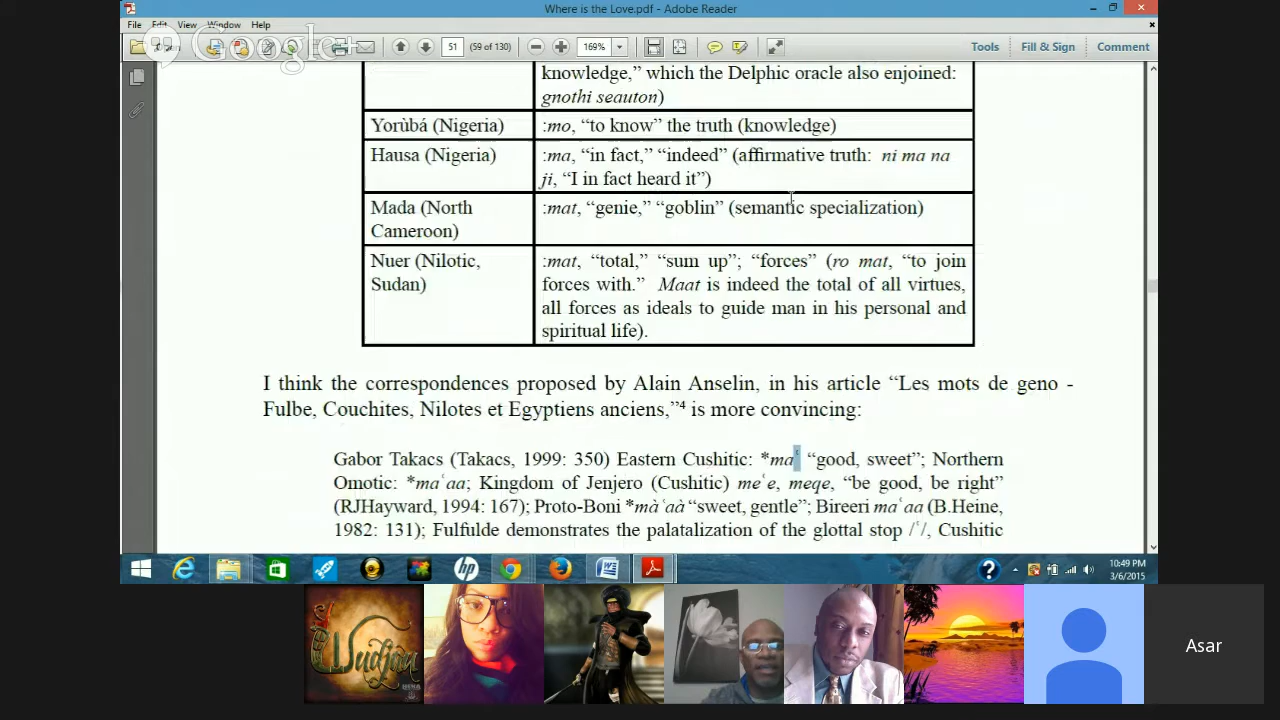 Where is the Love.pdf - Adobe Reader
File Edit View Window Help
Google+
51 (59 of 130) 169% Tools Fill & Sign Comment
knowledge,” which the Delphic oracle also enjoined:
gnothi seauton)
Yorùbá (Nigeria) :mo, “to know” the truth (knowledge)
Hausa (Nigeria) :ma, “in fact,” “indeed” (affirmative truth: ni ma na
ji, “I in fact heard it”)
Mada (North :mat, “genie,” “goblin” (semantic specialization)
Cameroon)
Nuer (Nilotic, :mat, “total,” “sum up”; “forces” (ro mat, “to join
Sudan) forces with.” Maat is indeed the total of all virtues,
all forces as ideals to guide man in his personal and
spiritual life).
I think the correspondences proposed by Alain Anselin, in his article “Les mots de geno -
Fulbe, Couchites, Nilotes et Egyptiens anciens,”⁴ is more convincing:
Gabor Takacs (Takacs, 1999: 350) Eastern Cushitic: *maʿ “good, sweet”; Northern
Omotic: *maʿaa; Kingdom of Jenjero (Cushitic) meʿe, meqe, “be good, be right”
(RJHayward, 1994: 167); Proto-Boni *màʿaà “sweet, gentle”; Bireeri maʿaa (B.Heine,
1982: 131); Fulfulde demonstrates the palatalization of the glottal stop /ʿ/, Cushitic
hp
10:49 PM
3/6/2015
Asar